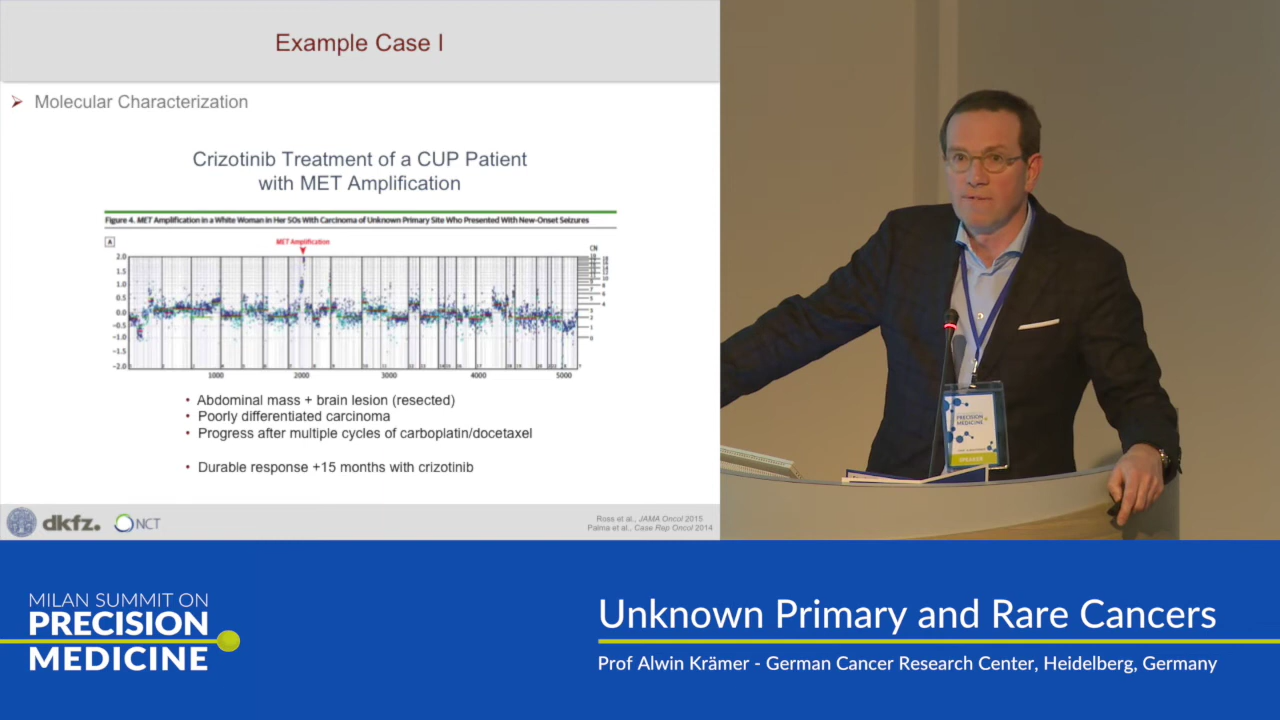 Example Case I
➢ Molecular Characterization
Crizotinib Treatment of a CUP Patient
with MET Amplification
Figure 4. MET Amplification in a White Woman in Her 50s With Carcinoma of Unknown Primary Site Who Presented With New-Onset Seizures
A
MET Amplification
CN
2.0
1.5
1.0
0.5
0.0
−0.5
−1.0
−1.5
−2.0
1000 2000 3000 4000 5000
• Abdominal mass + brain lesion (resected)
• Poorly differentiated carcinoma
• Progress after multiple cycles of carboplatin/docetaxel
• Durable response +15 months with crizotinib
dkfz. NCT
Ross et al., JAMA Oncol 2015
Palma et al., Case Rep Oncol 2014
PRECISION
MEDICINE
SPEAKER
MILAN SUMMIT ON
PRECISION
MEDICINE
Unknown Primary and Rare Cancers
Prof Alwin Krämer - German Cancer Research Center, Heidelberg, Germany